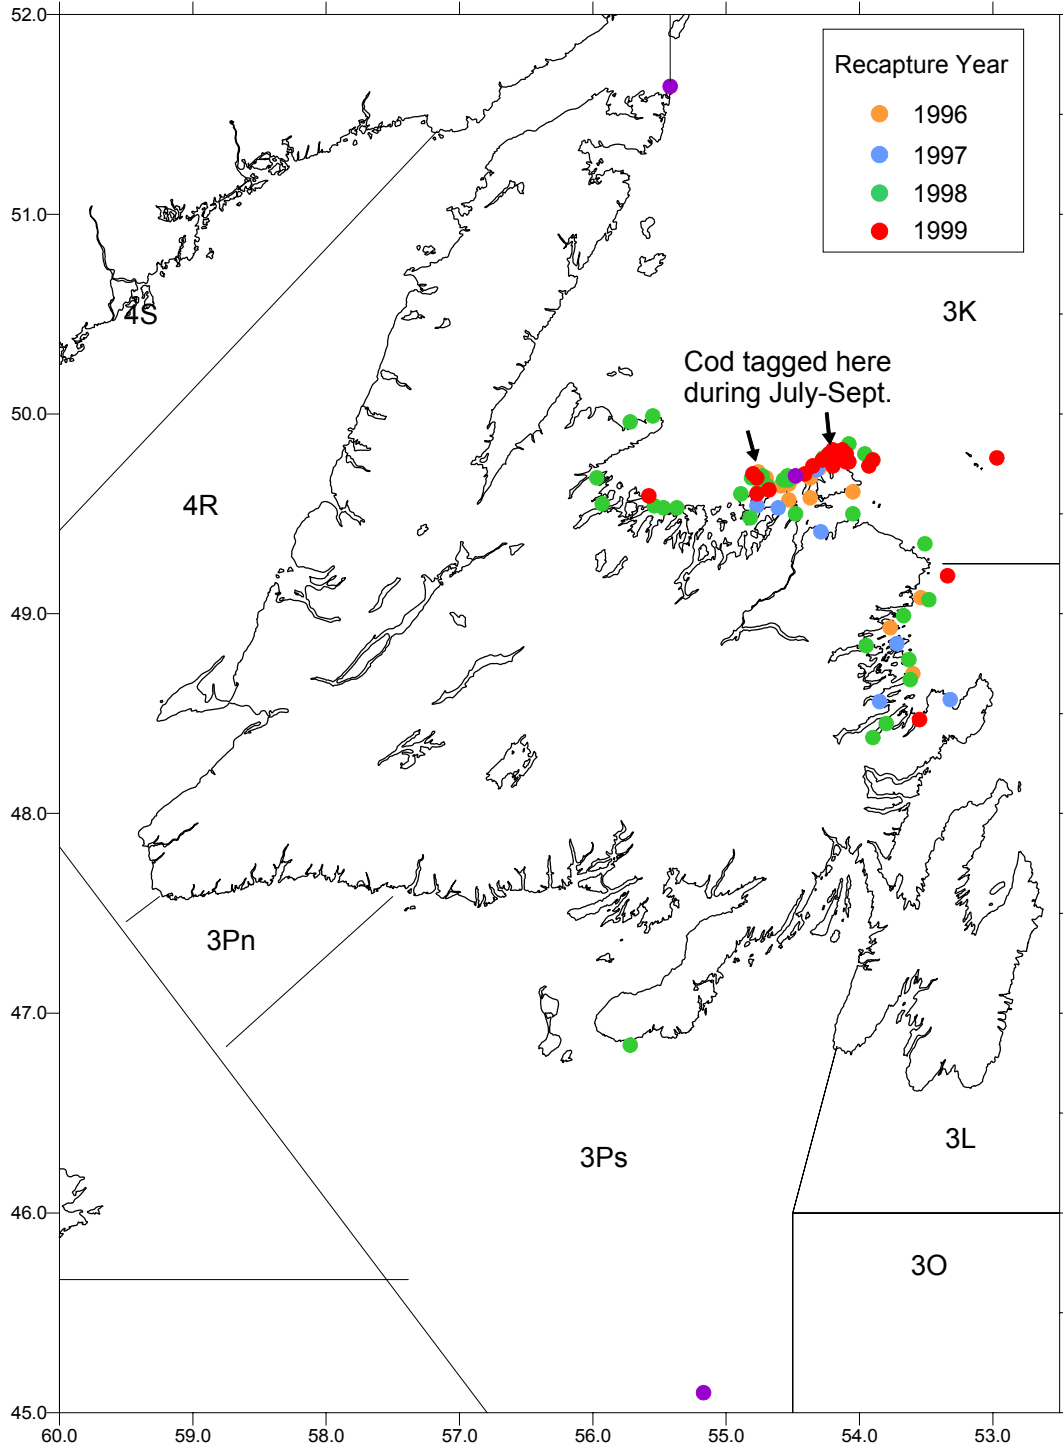 52.0
Recapture Year
1996
1997
1998
1999
51.0
4S
3K
Cod tagged here
during July-Sept.
50.0
4R
49.0
48.0
3Pn
47.0
3Ps
3L
46.0
3O
45.0
60.0 59.0 58.0 57.0 56.0 55.0 54.0 53.0